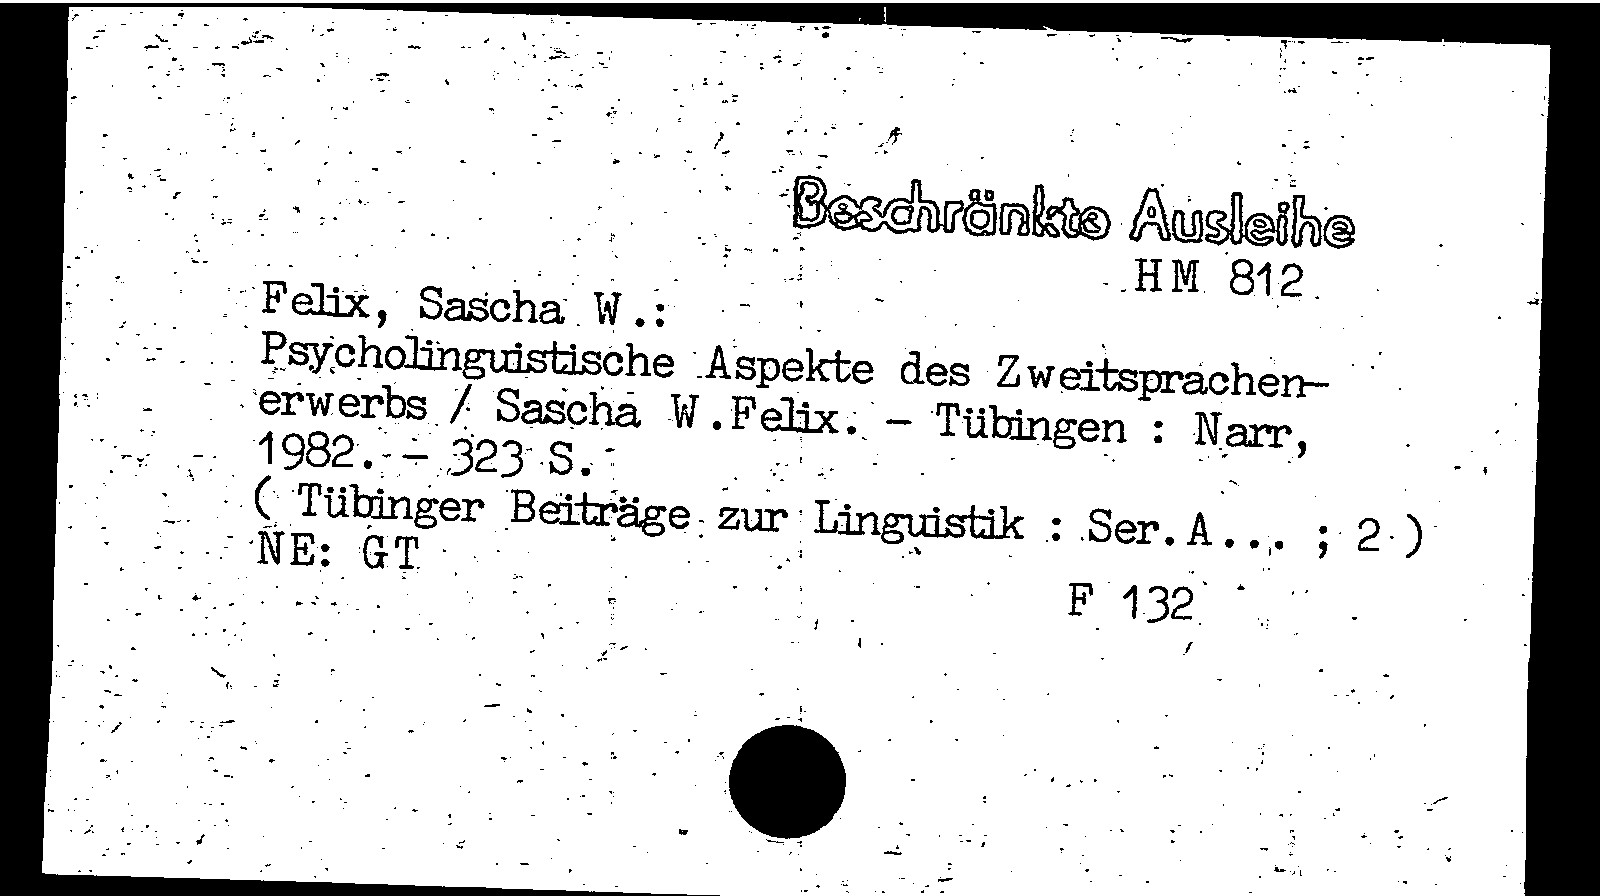 Beschränkte Ausleihe
HM 812
Felix, Sascha W.:
Psycholinguistische Aspekte des Zweitsprachen-
erwerbs / Sascha W.Felix. - Tübingen : Narr,
1982. - 323 S.
( Tübinger Beiträge zur Linguistik : Ser.A... ; 2 )
NE: GT
F 132